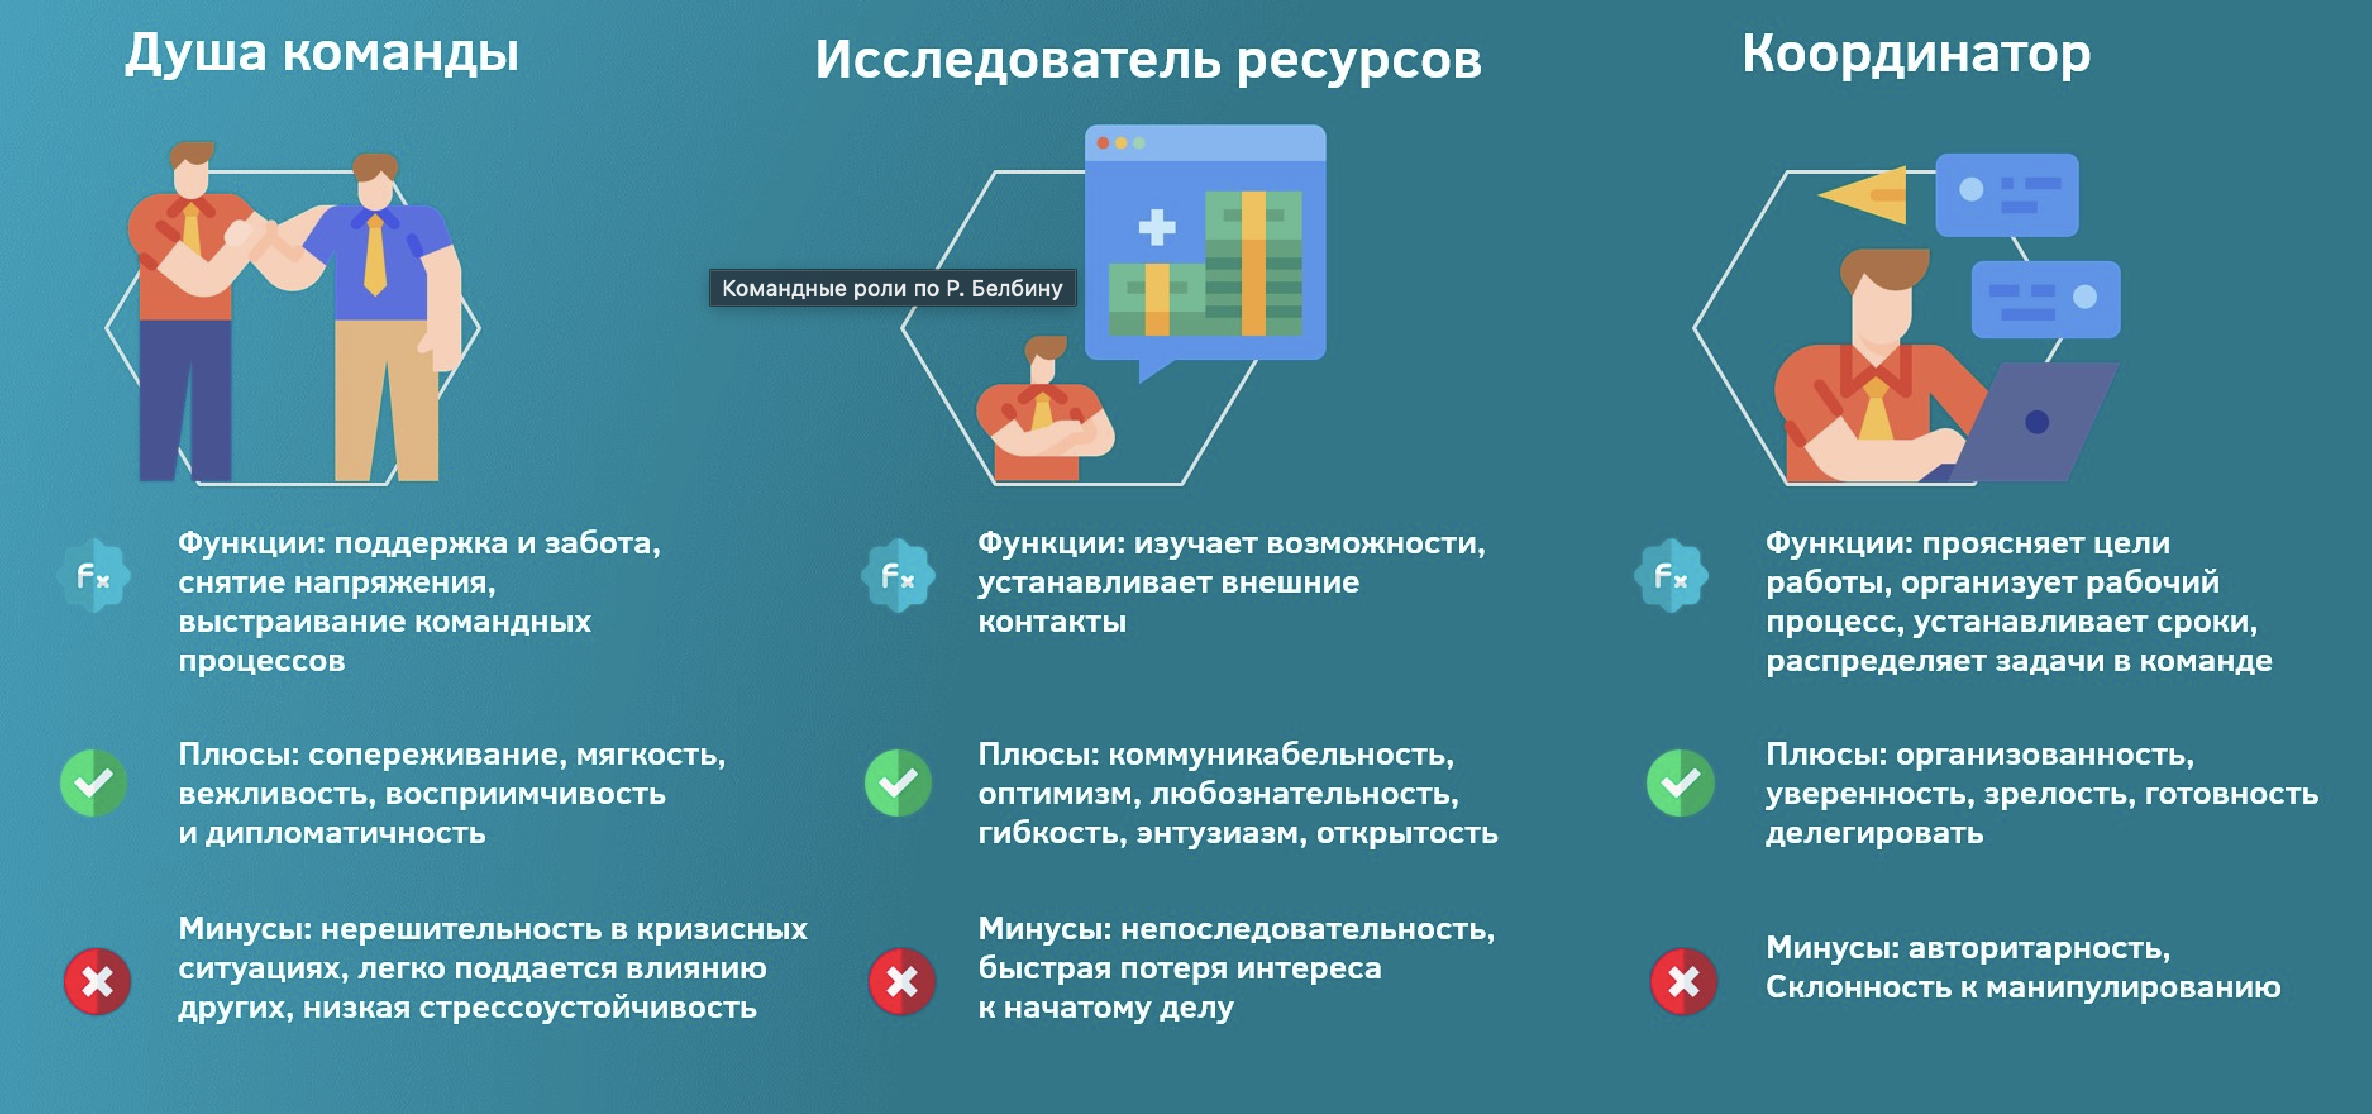 Душа команды
Исследователь ресурсов
Координатор
Командные роли по Р. Белбину
Fx
Функции: поддержка и забота,
снятие напряжения,
выстраивание командных
процессов
Плюсы: сопереживание, мягкость,
вежливость, восприимчивость
и дипломатичность
Минусы: нерешительность в кризисных
ситуациях, легко поддается влиянию
других, низкая стрессоустойчивость
Fx
Функции: изучает возможности,
устанавливает внешние
контакты
Плюсы: коммуникабельность,
оптимизм, любознательность,
гибкость, энтузиазм, открытость
Минусы: непоследовательность,
быстрая потеря интереса
к начатому делу
Fx
Функции: проясняет цели
работы, организует рабочий
процесс, устанавливает сроки,
распределяет задачи в команде
Плюсы: организованность,
уверенность, зрелость, готовность
делегировать
Минусы: авторитарность,
Склонность к манипулированию